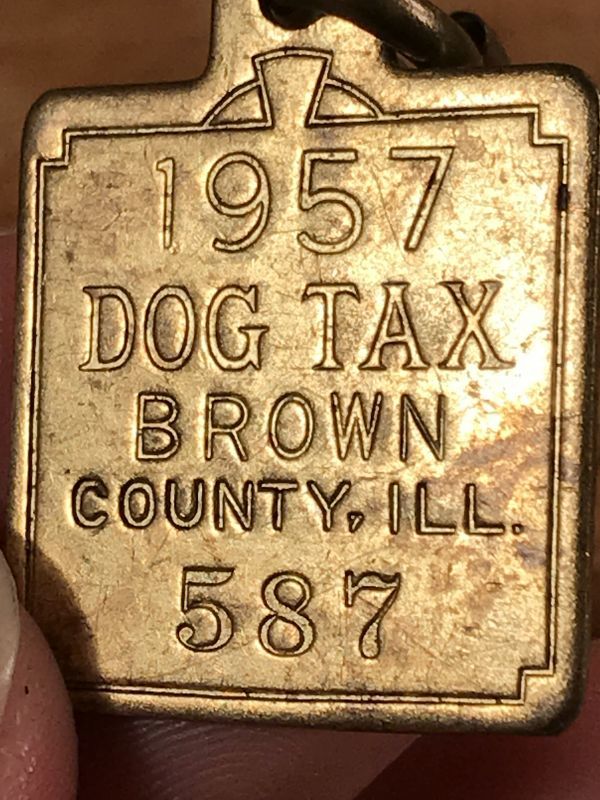 1957
DOG TAX
BROWN
COUNTY, ILL.
587